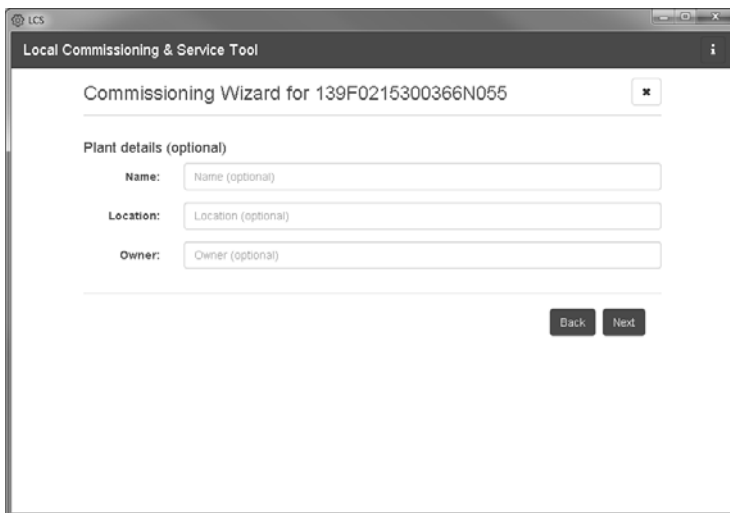 LCS
Local Commissioning & Service Tool
i
Commissioning Wizard for 139F0215300366N055
Plant details (optional)
Name: Name (optional)
Location: Location (optional)
Owner: Owner (optional)
Back Next